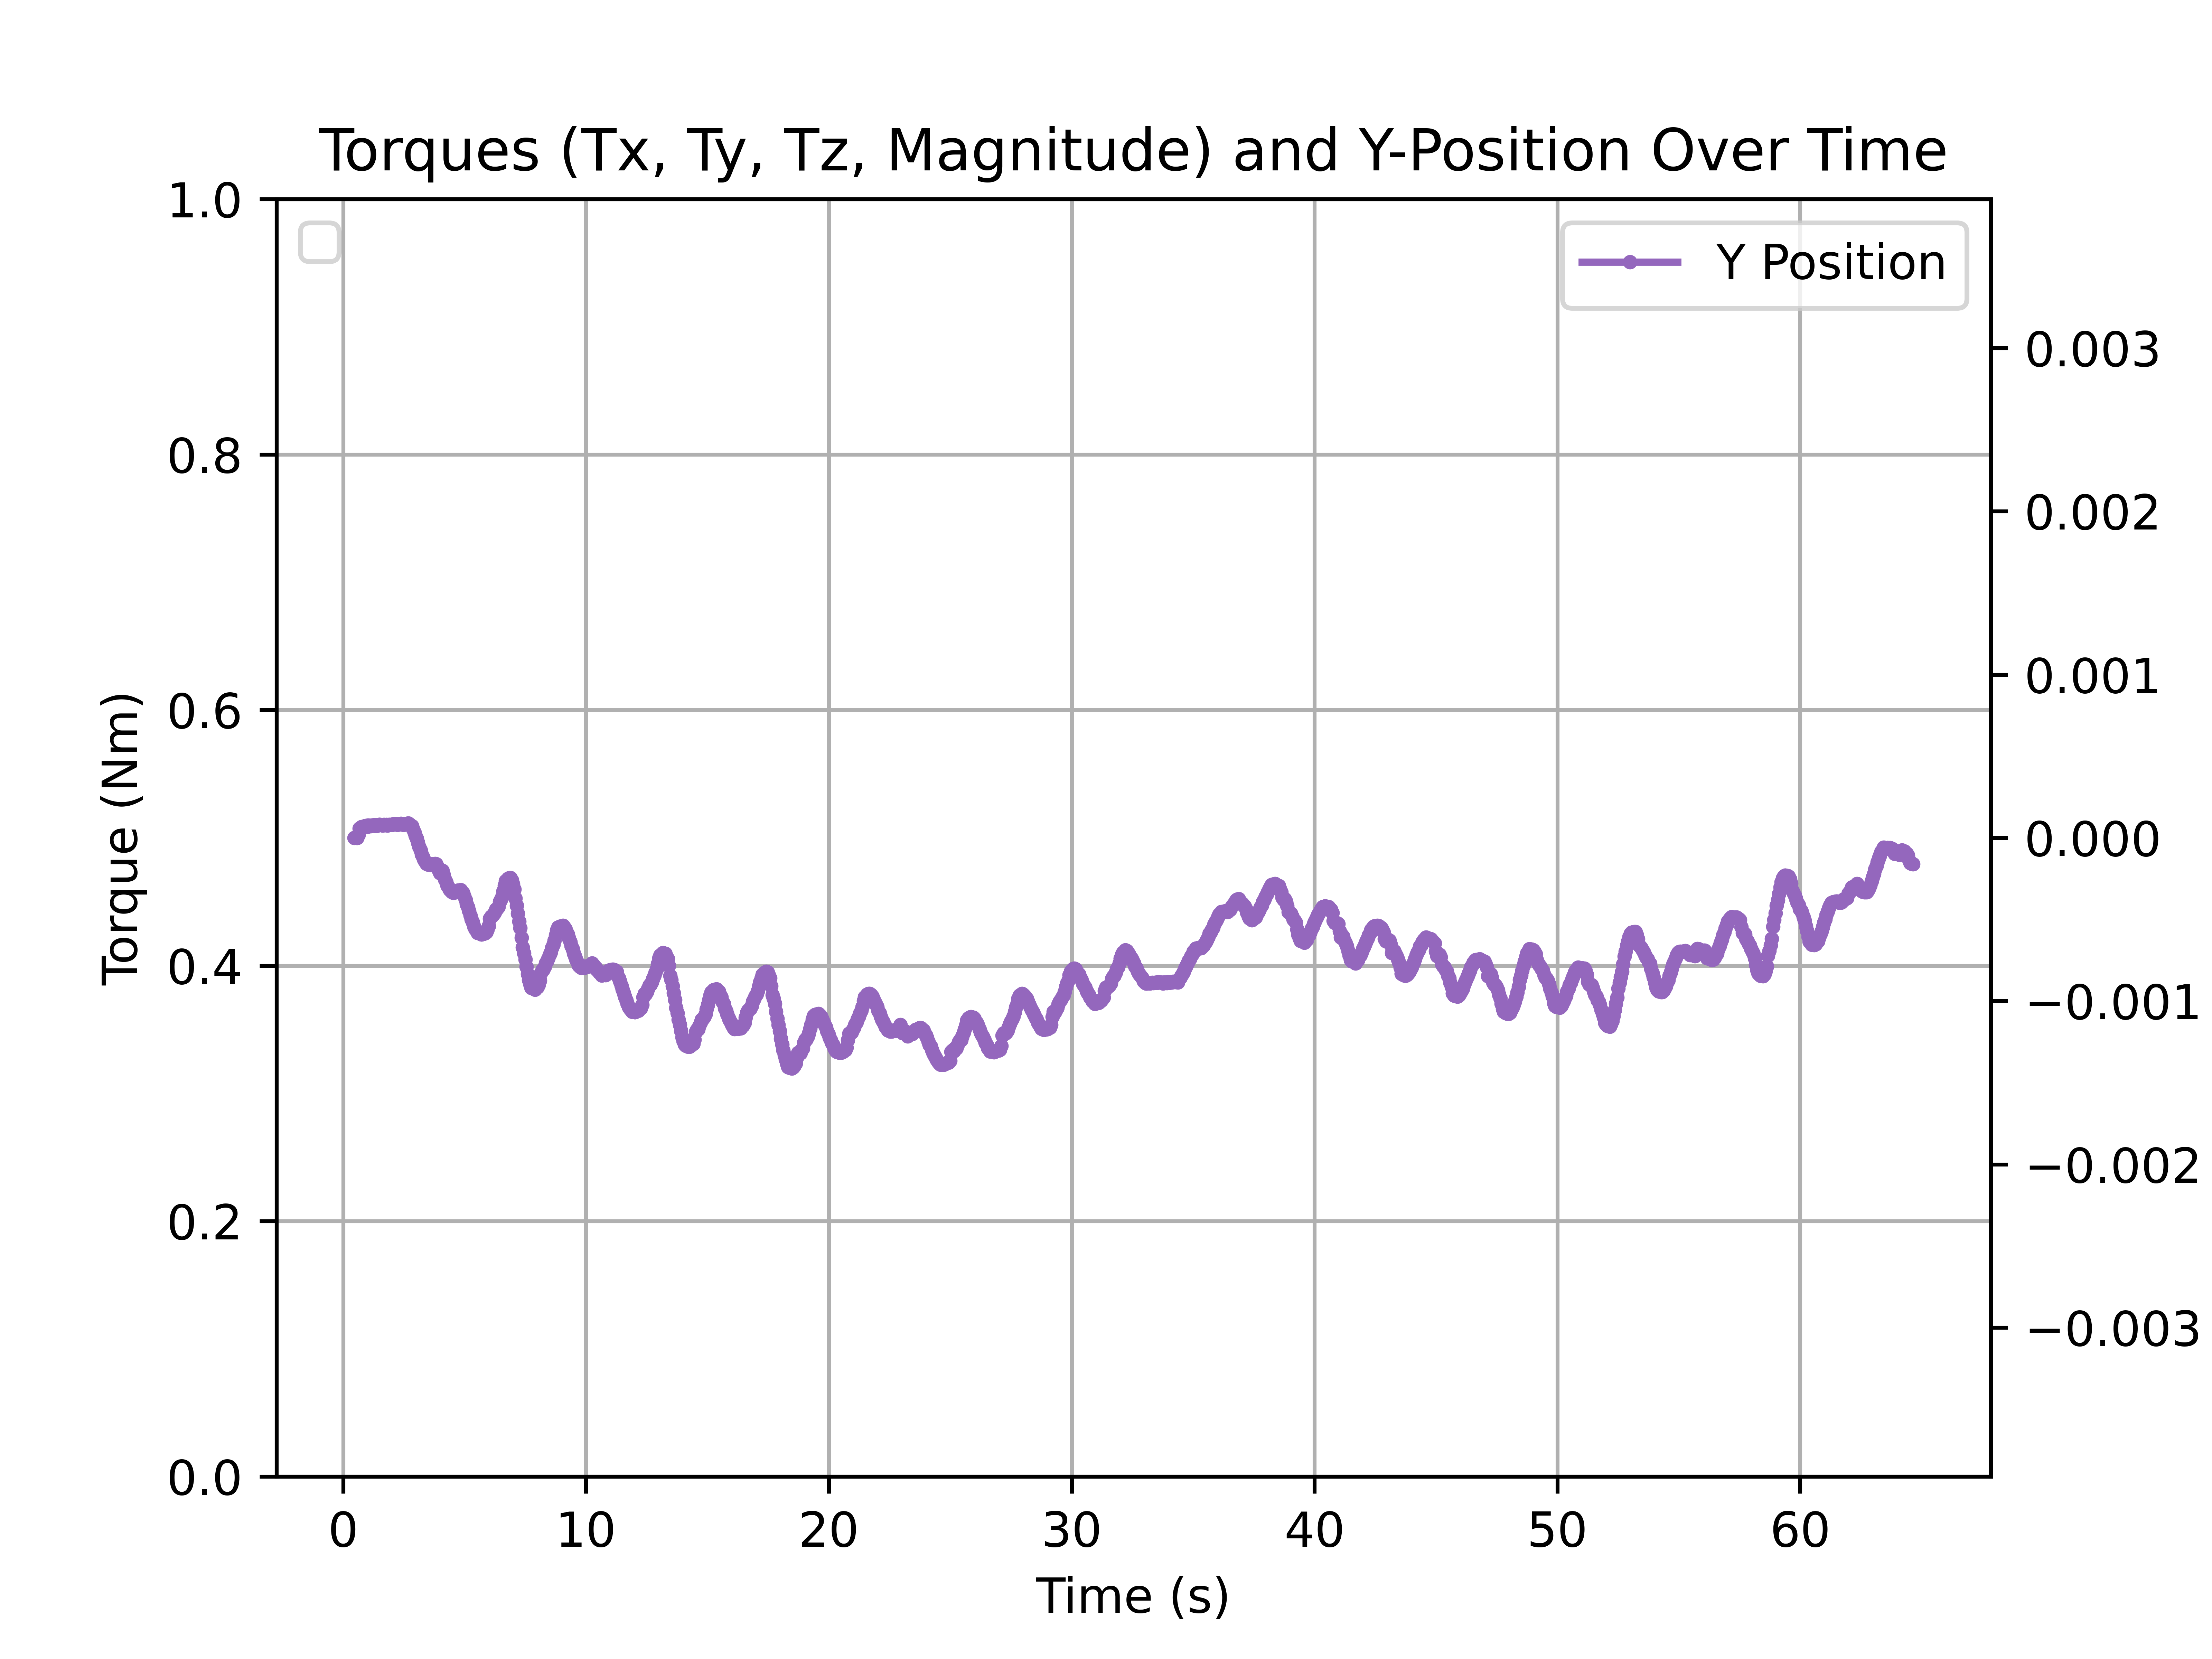 Torques (Tx, Ty, Tz, Magnitude) and Y-Position Over Time
1.0
0.8
0.6
0.4
0.2
0.0
Torque (Nm)
Y Position
0.003
0.002
0.001
0.000
−0.001
−0.002
−0.003
0 10 20 30 40 50 60
Time (s)